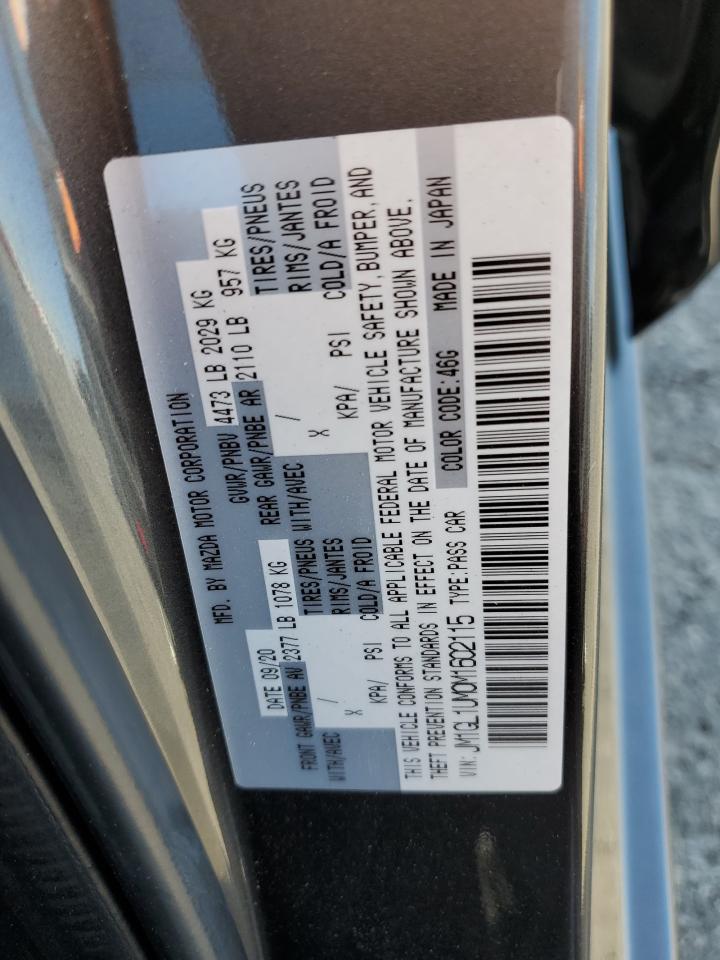 MFD. BY MAZDA MOTOR CORPORATION
DATE 09/20 GVWR/PNBV 4473 LB 2029 KG
FRONT GAWR/PNBE AV 2377 LB 1078 KG REAR GAWR/PNBE AR 2110 LB 957 KG
WITH/AVEC / TIRES/PNEUS WITH/AVEC / TIRES/PNEUS
X RIMS/JANTES X RIMS/JANTES
KPA/ PSI COLD/A FROID KPA/ PSI COLD/A FROID
THIS VEHICLE CONFORMS TO ALL APPLICABLE FEDERAL MOTOR VEHICLE SAFETY, BUMPER, AND
THEFT PREVENTION STANDARDS IN EFFECT ON THE DATE OF MANUFACTURE SHOWN ABOVE.
VIN: JM1GL1UM0M1602115 TYPE:PASS CAR COLOR CODE:46G MADE IN JAPAN